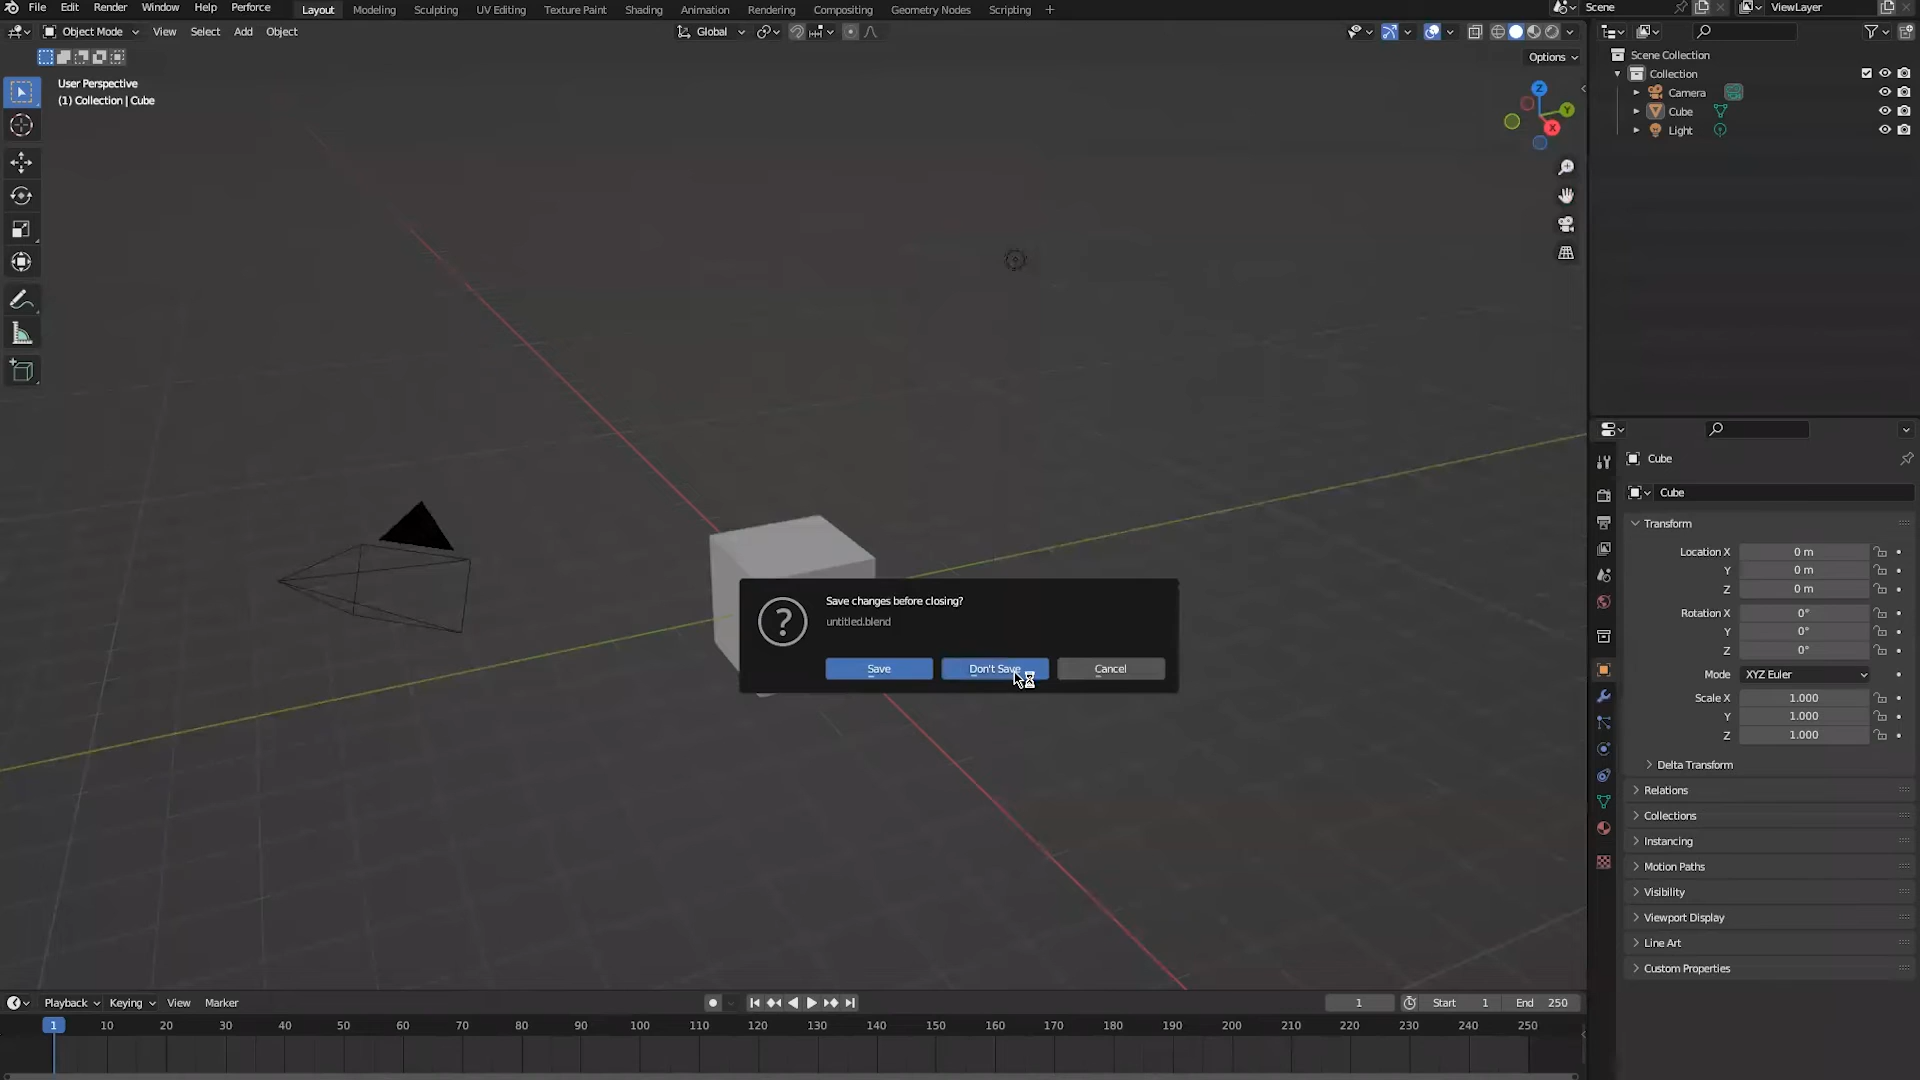 File Edit Render Window Help Perforce Layout Modeling Sculpting UV Editing Texture Paint Shading Animation Rendering Compositing Geometry Nodes Scripting + Scene ViewLayer
Object Mode View Select Add Object Global
Options
User Perspective
(1) Collection | Cube
Z
Y
X
Scene Collection
Collection
Camera
Cube
Light
Cube
Cube
Transform
Location X 0 m
Y 0 m
Z 0 m
Rotation X 0°
Y 0°
Z 0°
Mode XYZ Euler
Scale X 1.000
Y 1.000
Z 1.000
Delta Transform
Relations
Collections
Instancing
Motion Paths
Visibility
Viewport Display
Line Art
Custom Properties
?
Save changes before closing?
untitled.blend
Save Don't Save Cancel
Playback Keying View Marker 1 Start 1 End 250
1 10 20 30 40 50 60 70 80 90 100 110 120 130 140 150 160 170 180 190 200 210 220 230 240 250